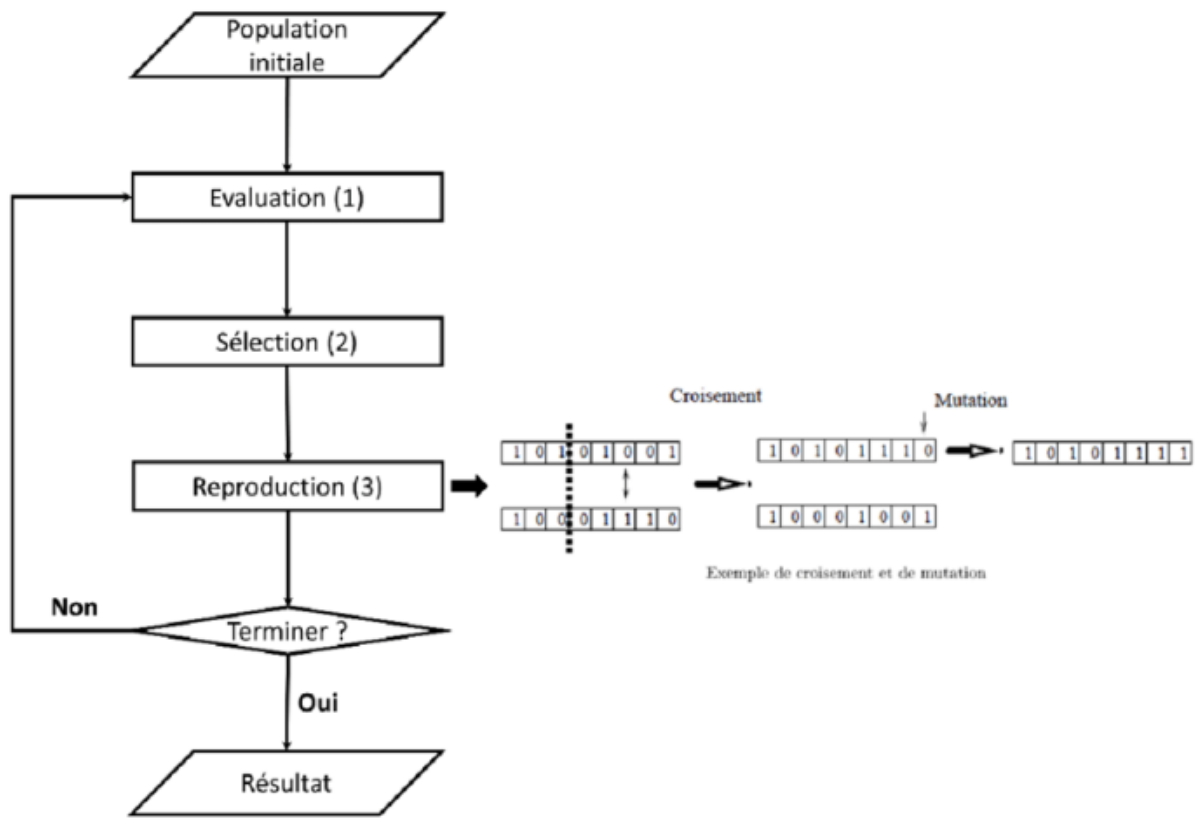 Population
initiale
Evaluation (1)
Sélection (2)
Reproduction (3)
Croisement
Mutation
1 0 1 0 1 0 0 1
1 0 0 0 1 1 1 0
1 0 1 0 1 1 1 0
1 0 0 0 1 0 0 1
1 0 1 0 1 1 1 1
Exemple de croisement et de mutation
Non
Terminer ?
Oui
Résultat